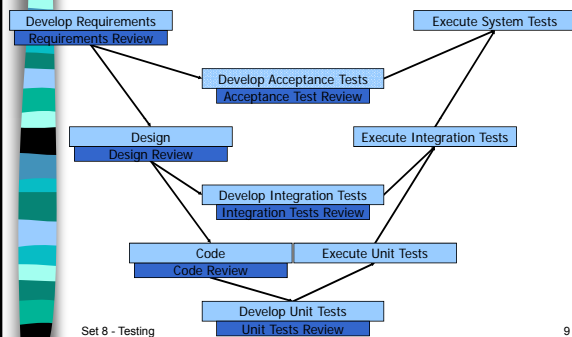 Develop Requirements
Requirements Review
Execute System Tests
Develop Acceptance Tests
Acceptance Test Review
Design
Design Review
Execute Integration Tests
Develop Integration Tests
Integration Tests Review
Code
Code Review
Execute Unit Tests
Develop Unit Tests
Unit Tests Review
Set 8 - Testing
9